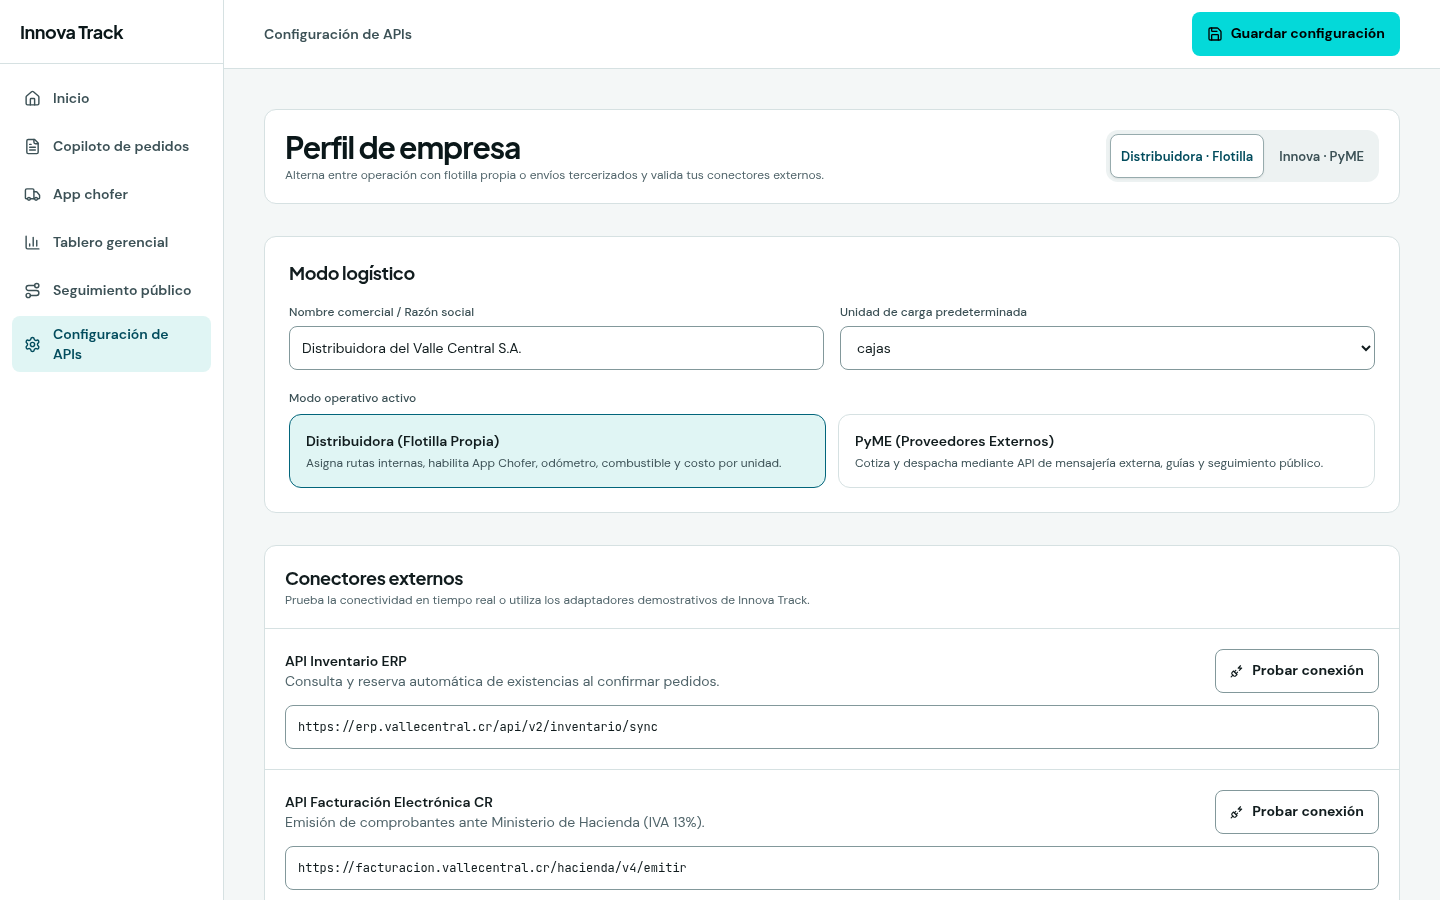 Innova Track
Inicio
Copiloto de pedidos
App chofer
Tablero gerencial
Seguimiento público
Configuración de
APIs
Configuración de APIs
Guardar configuración
Perfil de empresa
Alterna entre operación con flotilla propia o envíos tercerizados y valida tus conectores externos.
Distribuidora · Flotilla
Innova · PyME
Modo logístico
Nombre comercial / Razón social
Distribuidora del Valle Central S.A.
Unidad de carga predeterminada
cajas
Modo operativo activo
Distribuidora (Flotilla Propia)
Asigna rutas internas, habilita App Chofer, odómetro, combustible y costo por unidad.
PyME (Proveedores Externos)
Cotiza y despacha mediante API de mensajería externa, guías y seguimiento público.
Conectores externos
Prueba la conectividad en tiempo real o utiliza los adaptadores demostrativos de Innova Track.
API Inventario ERP
Consulta y reserva automática de existencias al confirmar pedidos.
Probar conexión
https://erp.vallecentral.cr/api/v2/inventario/sync
API Facturación Electrónica CR
Emisión de comprobantes ante Ministerio de Hacienda (IVA 13%).
Probar conexión
https://facturacion.vallecentral.cr/hacienda/v4/emitir